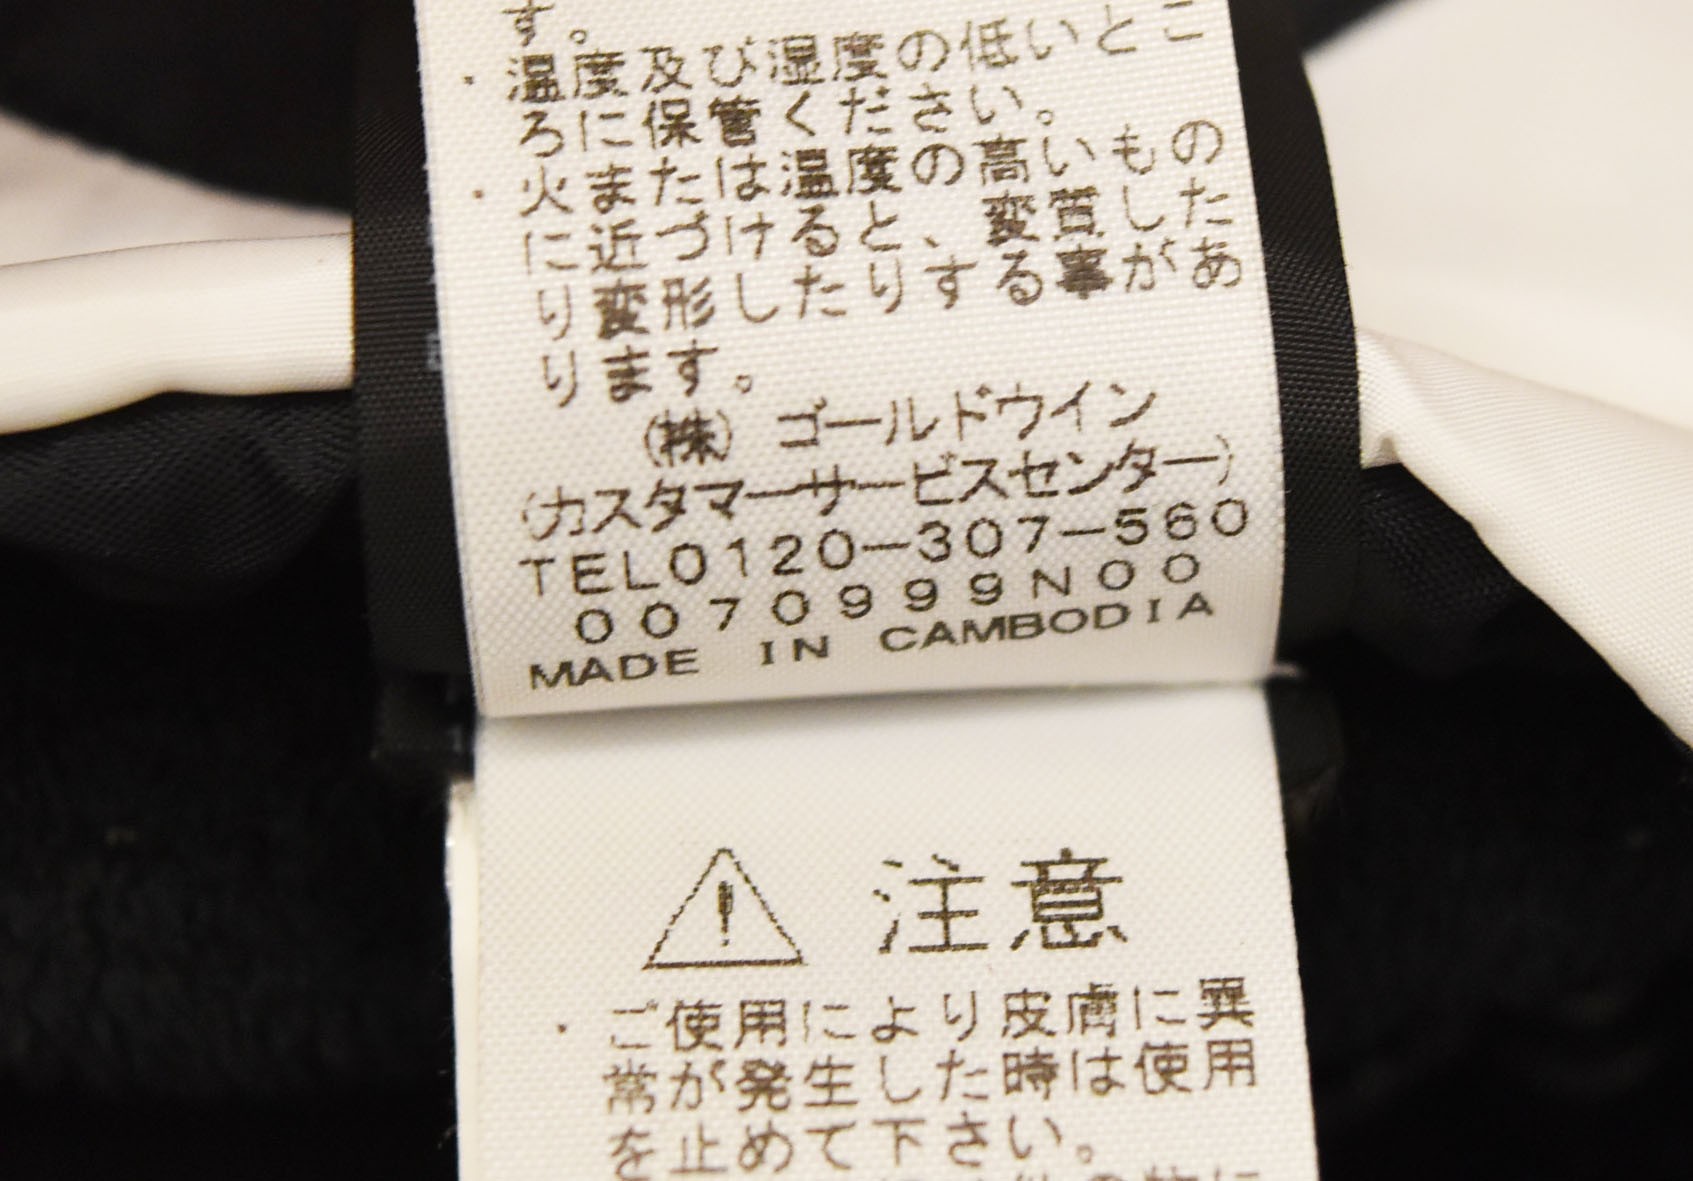 す。
・温度及び湿度の低いとこ
ろに保管ください。
・火またはは温度の高いもの
に近づけると、変質した
り変形したりする事があ
ります。
(株) ゴールドウイン
(カスタマーサービスセンター)
TEL0120-307-560
0070999N00
MADE IN CAMBODIA
注意
・ご使用により皮膚に異
常が発生した時は使用
を止めて下さい。